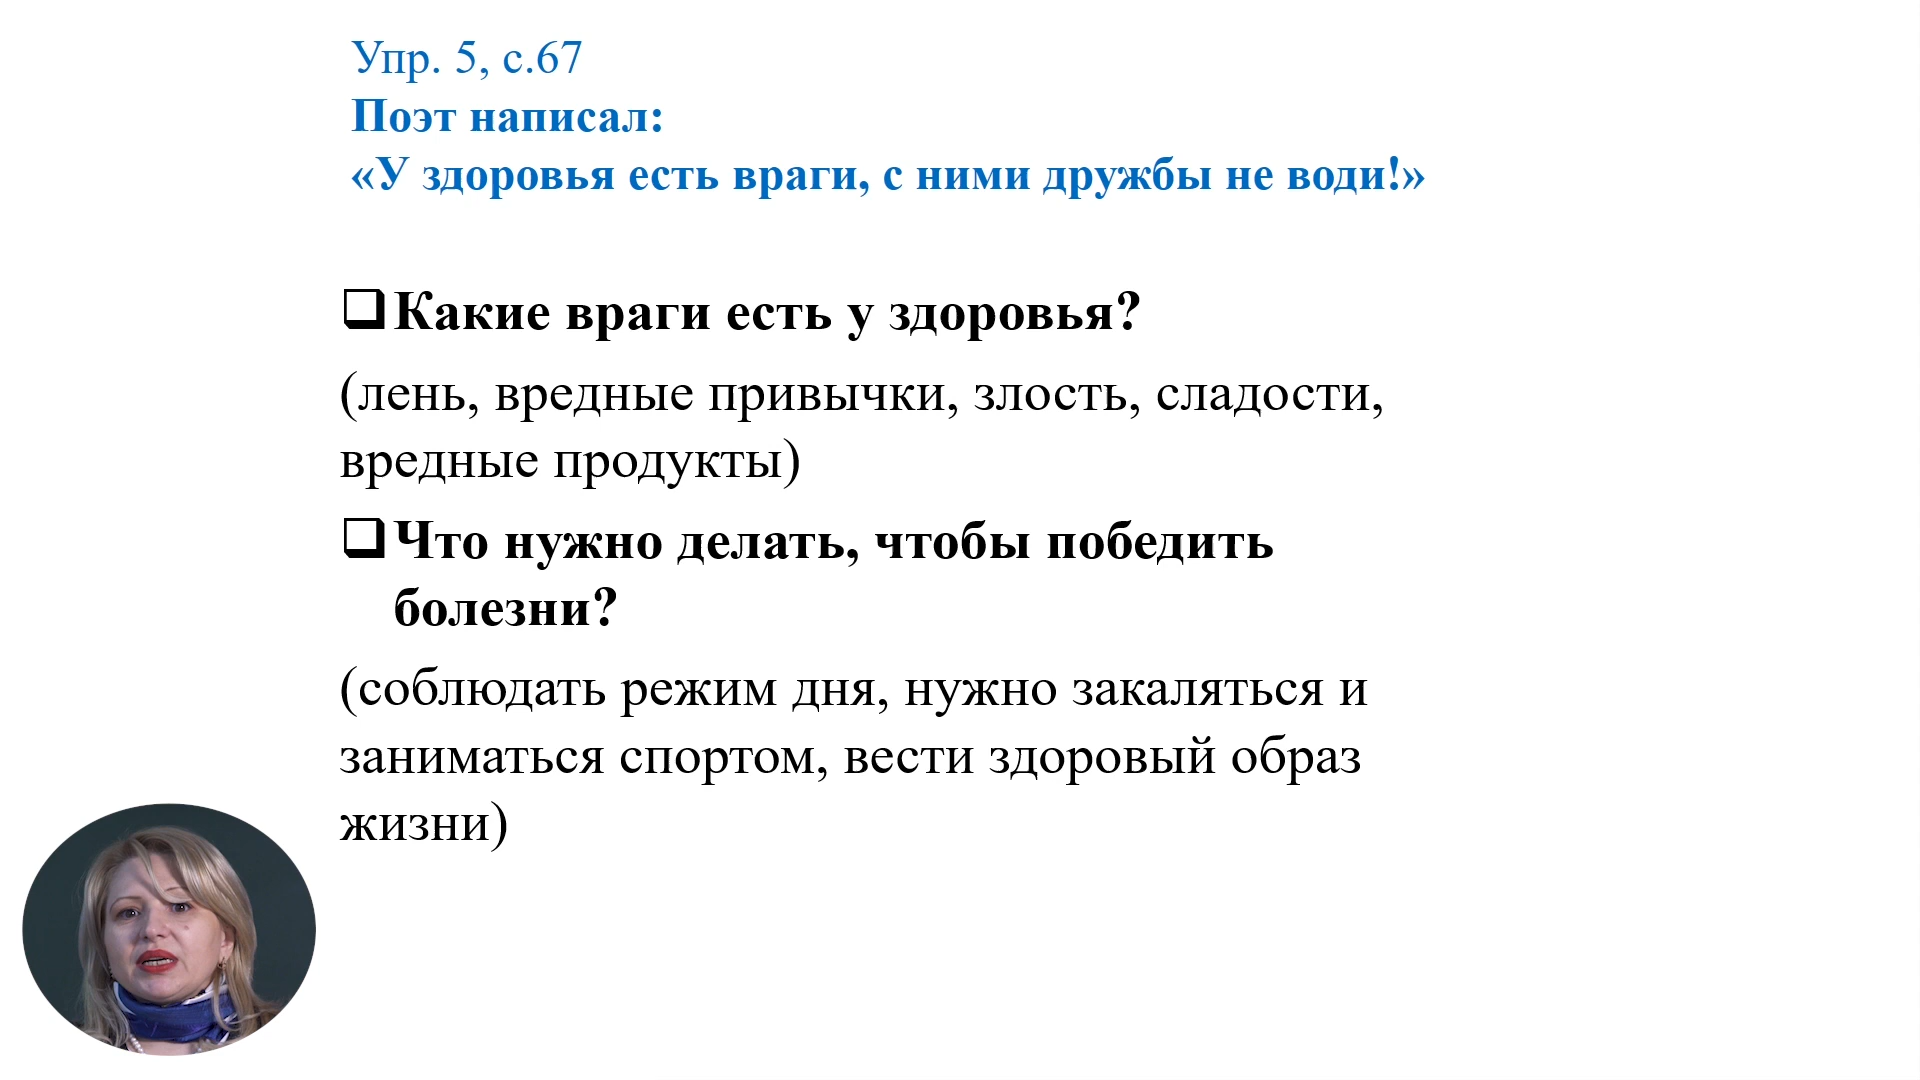 Упр. 5, с.67
Поэт написал:
«У здоровья есть враги, с ними дружбы не води!»
Какие враги есть у здоровья?
(лень, вредные привычки, злость, сладости,
вредные продукты)
Что нужно делать, чтобы победить
болезни?
(соблюдать режим дня, нужно закаляться и
заниматься спортом, вести здоровый образ
жизни)